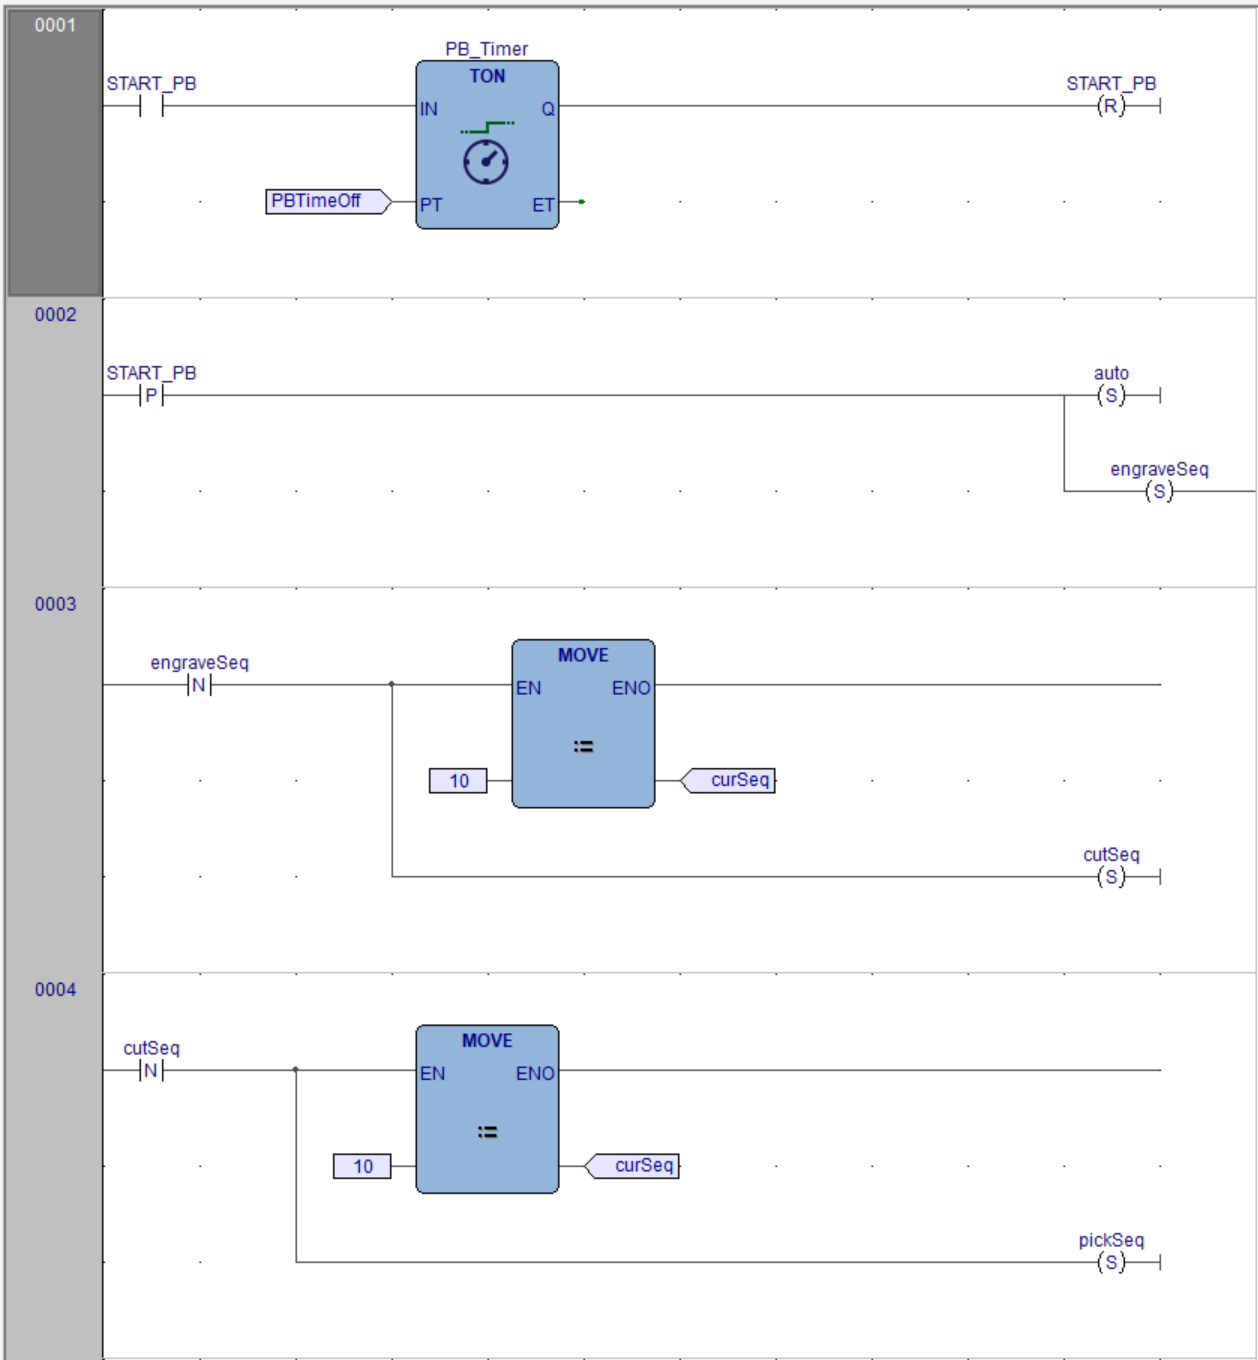 0001
PB_Timer
TON
START_PB
START_PB
IN
Q
(R)
PBTimeOff
PT
ET
0002
START_PB
auto
P
(S)
engraveSeq
(S)
0003
MOVE
engraveSeq
N
EN
ENO
:=
10
curSeq
cutSeq
(S)
0004
MOVE
cutSeq
N
EN
ENO
:=
10
curSeq
pickSeq
(S)